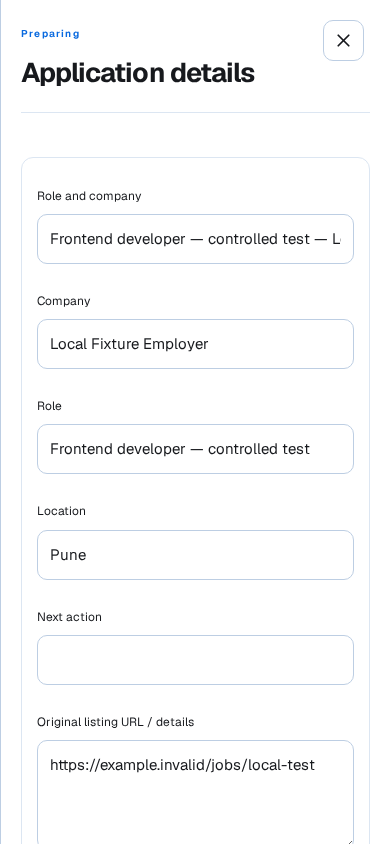 Preparing
Application details
Role and company
Frontend developer — controlled test — L
Company
Local Fixture Employer
Role
Frontend developer — controlled test
Location
Pune
Next action
Original listing URL / details
https://example.invalid/jobs/local-test